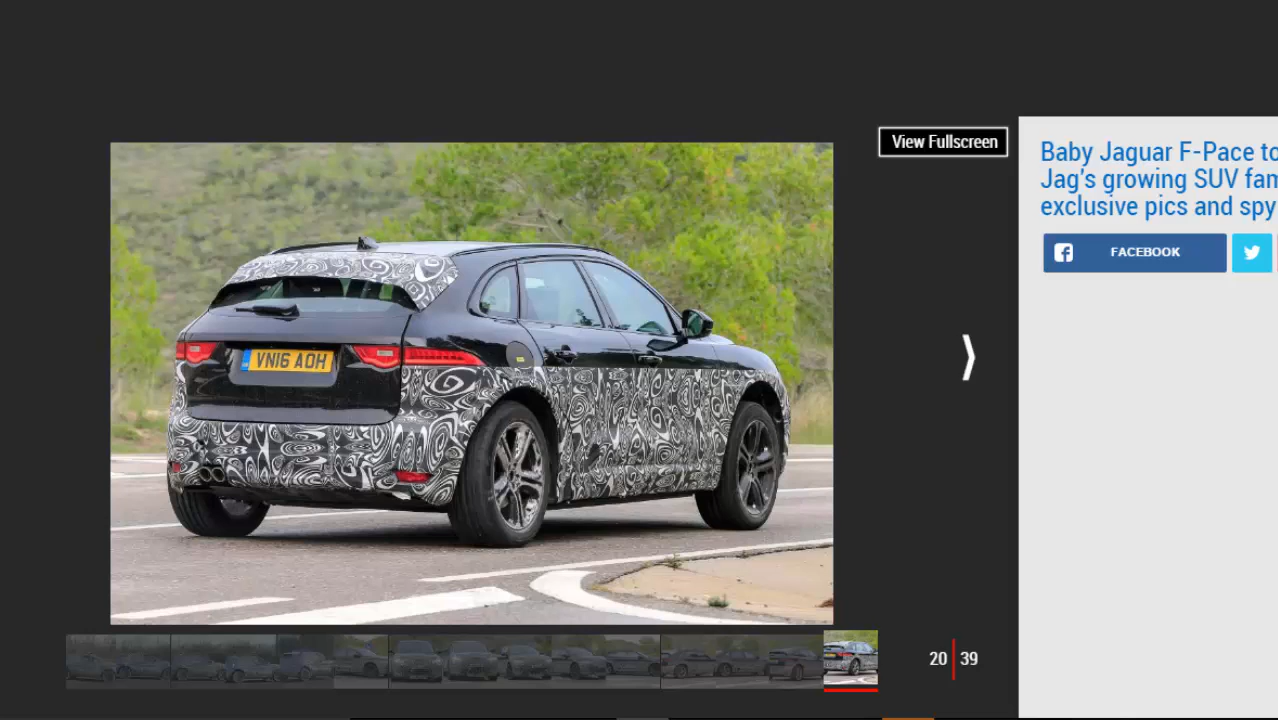 View Fullscreen
Baby Jaguar F-Pace to
Jag's growing SUV fam
exclusive pics and spy
FACEBOOK
VN16 AOH
20 39